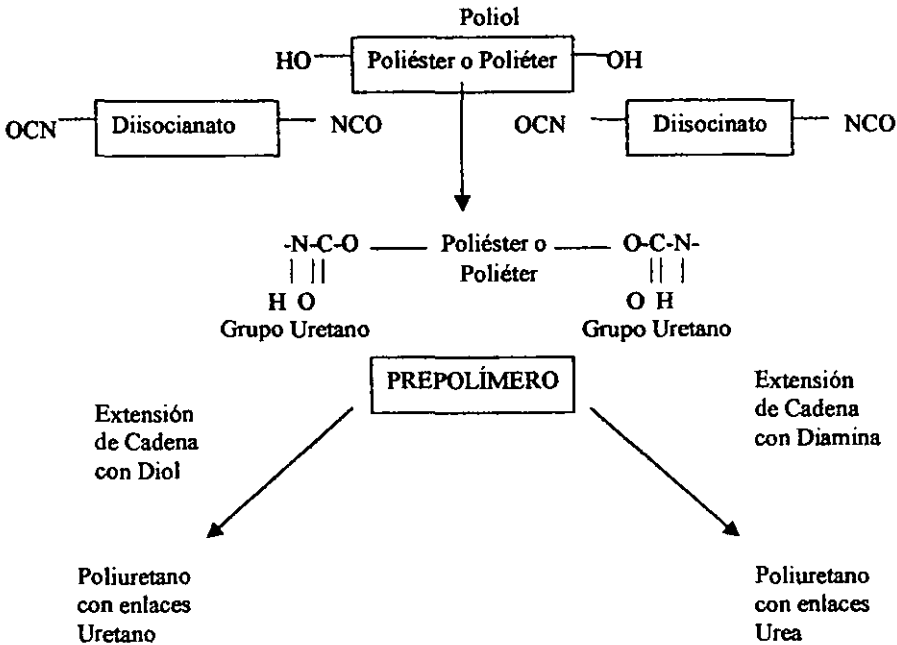 Poliol
HO Poliéster o Poliéter OH
OCN Diisocianato NCO OCN Diisocinato NCO
-N-C-O Poliéster o O-C-N-
| || Poliéter || |
H O O H
Grupo Uretano Grupo Uretano
PREPOLÍMERO
Extensión
de Cadena
con Diol
Extensión
de Cadena
con Diamina
Poliuretano
con enlaces
Uretano
Poliuretano
con enlaces
Urea